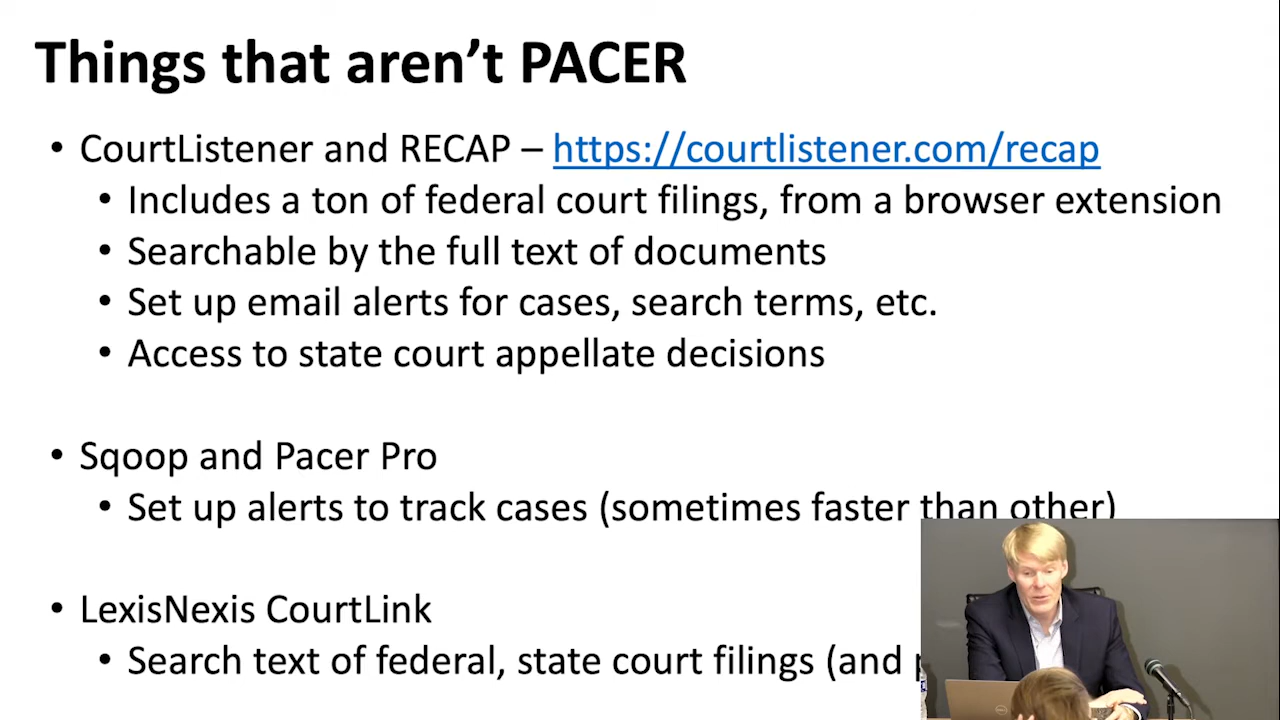 Things that aren’t PACER
• CourtListener and RECAP – https://courtlistener.com/recap
• Includes a ton of federal court filings, from a browser extension
• Searchable by the full text of documents
• Set up email alerts for cases, search terms, etc.
• Access to state court appellate decisions
• Sqoop and Pacer Pro
• Set up alerts to track cases (sometimes faster than other)
• LexisNexis CourtLink
• Search text of federal, state court filings (and